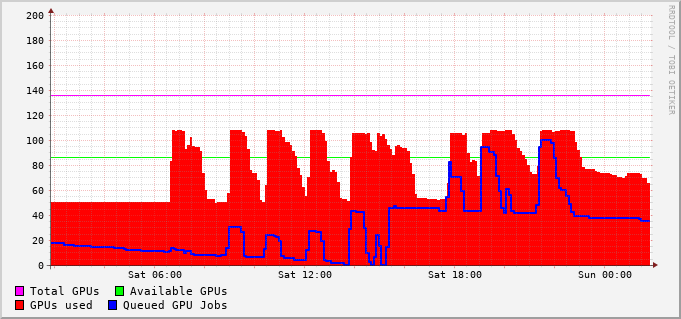 200
180
160
140
120
100
80
60
40
20
0
Sat 06:00 Sat 12:00 Sat 18:00 Sun 00:00
Total GPUs Available GPUs
GPUs used Queued GPU Jobs
RRDTOOL / TOBI OETIKER